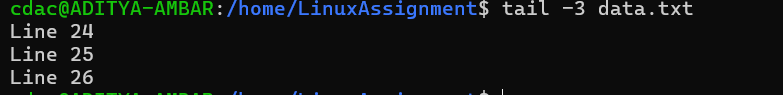 cdac@ADITYA-AMBAR:/home/LinuxAssignment$ tail -3 data.txt
Line 24
Line 25
Line 26